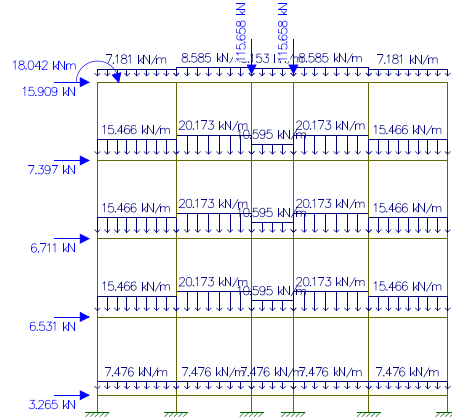 115.658 kN 115.658 kN
18.042 kNm 7.181 kN/m 8.585 kN/m 8.585 kN/m 7.181 kN/m
15.909 kN
15.466 kN/m 20.173 kN/m 10.595 kN/m 20.173 kN/m 15.466 kN/m
7.397 kN
15.466 kN/m 20.173 kN/m 10.595 kN/m 20.173 kN/m 15.466 kN/m
6.711 kN
15.466 kN/m 20.173 kN/m 10.595 kN/m 20.173 kN/m 15.466 kN/m
6.531 kN
7.476 kN/m 7.476 kN/m 7.476 kN/m 7.476 kN/m 7.476 kN/m
3.265 kN